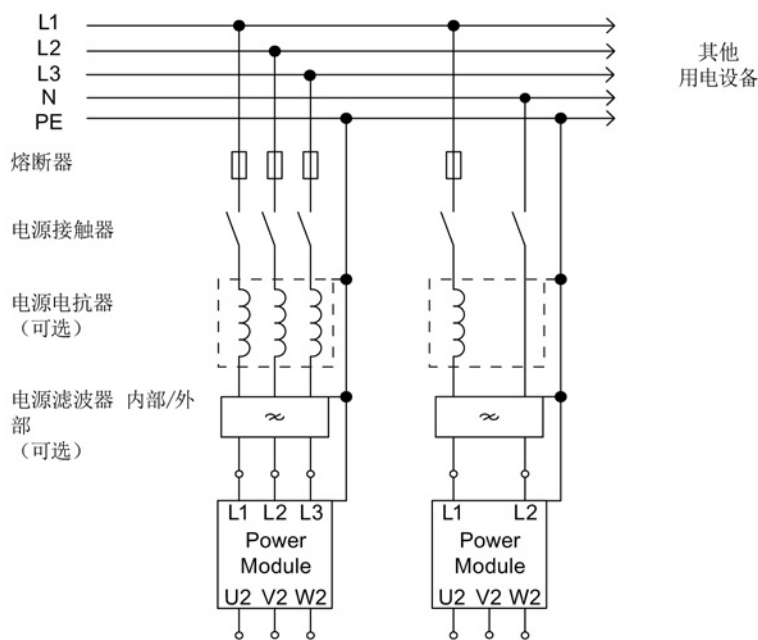 L1
L2
L3
N
PE
其他
用电设备
熔断器
电源接触器
电源电抗器
（可选）
电源滤波器 内部/外
部
（可选）
L1 L2 L3
Power
Module
U2 V2 W2
L1 L2
Power
Module
U2 V2 W2